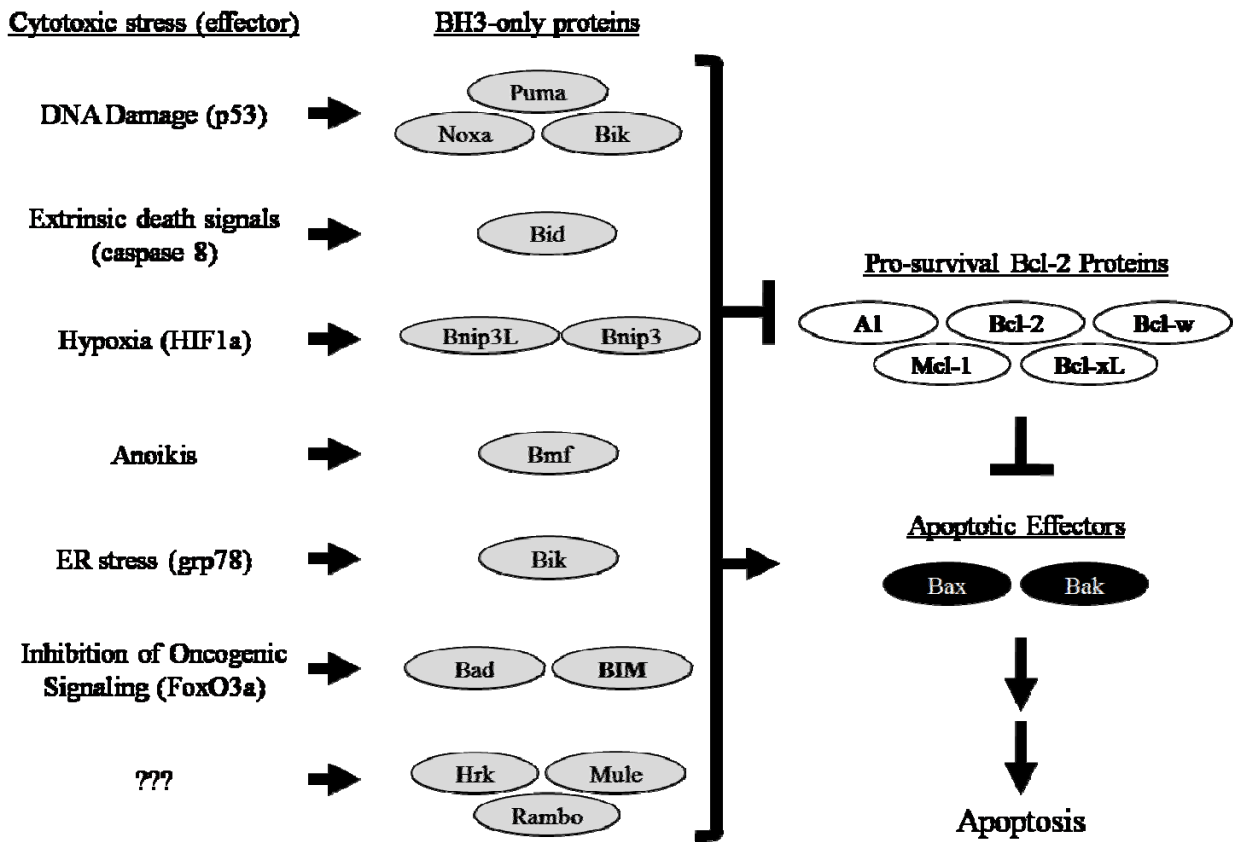 Cytotoxic stress (effector)
BH3-only proteins
DNA Damage (p53)
Puma
Noxa
Bik
Extrinsic death signals
(caspase 8)
Bid
Hypoxia (HIF1a)
Bnip3L
Bnip3
Anoikis
Bmf
ER stress (grp78)
Bik
Inhibition of Oncogenic
Signaling (FoxO3a)
Bad
BIM
???
Hrk
Mule
Rambo
Pro-survival Bcl-2 Proteins
A1
Bcl-2
Bcl-w
Mcl-1
Bcl-xL
Apoptotic Effectors
Bax
Bak
Apoptosis